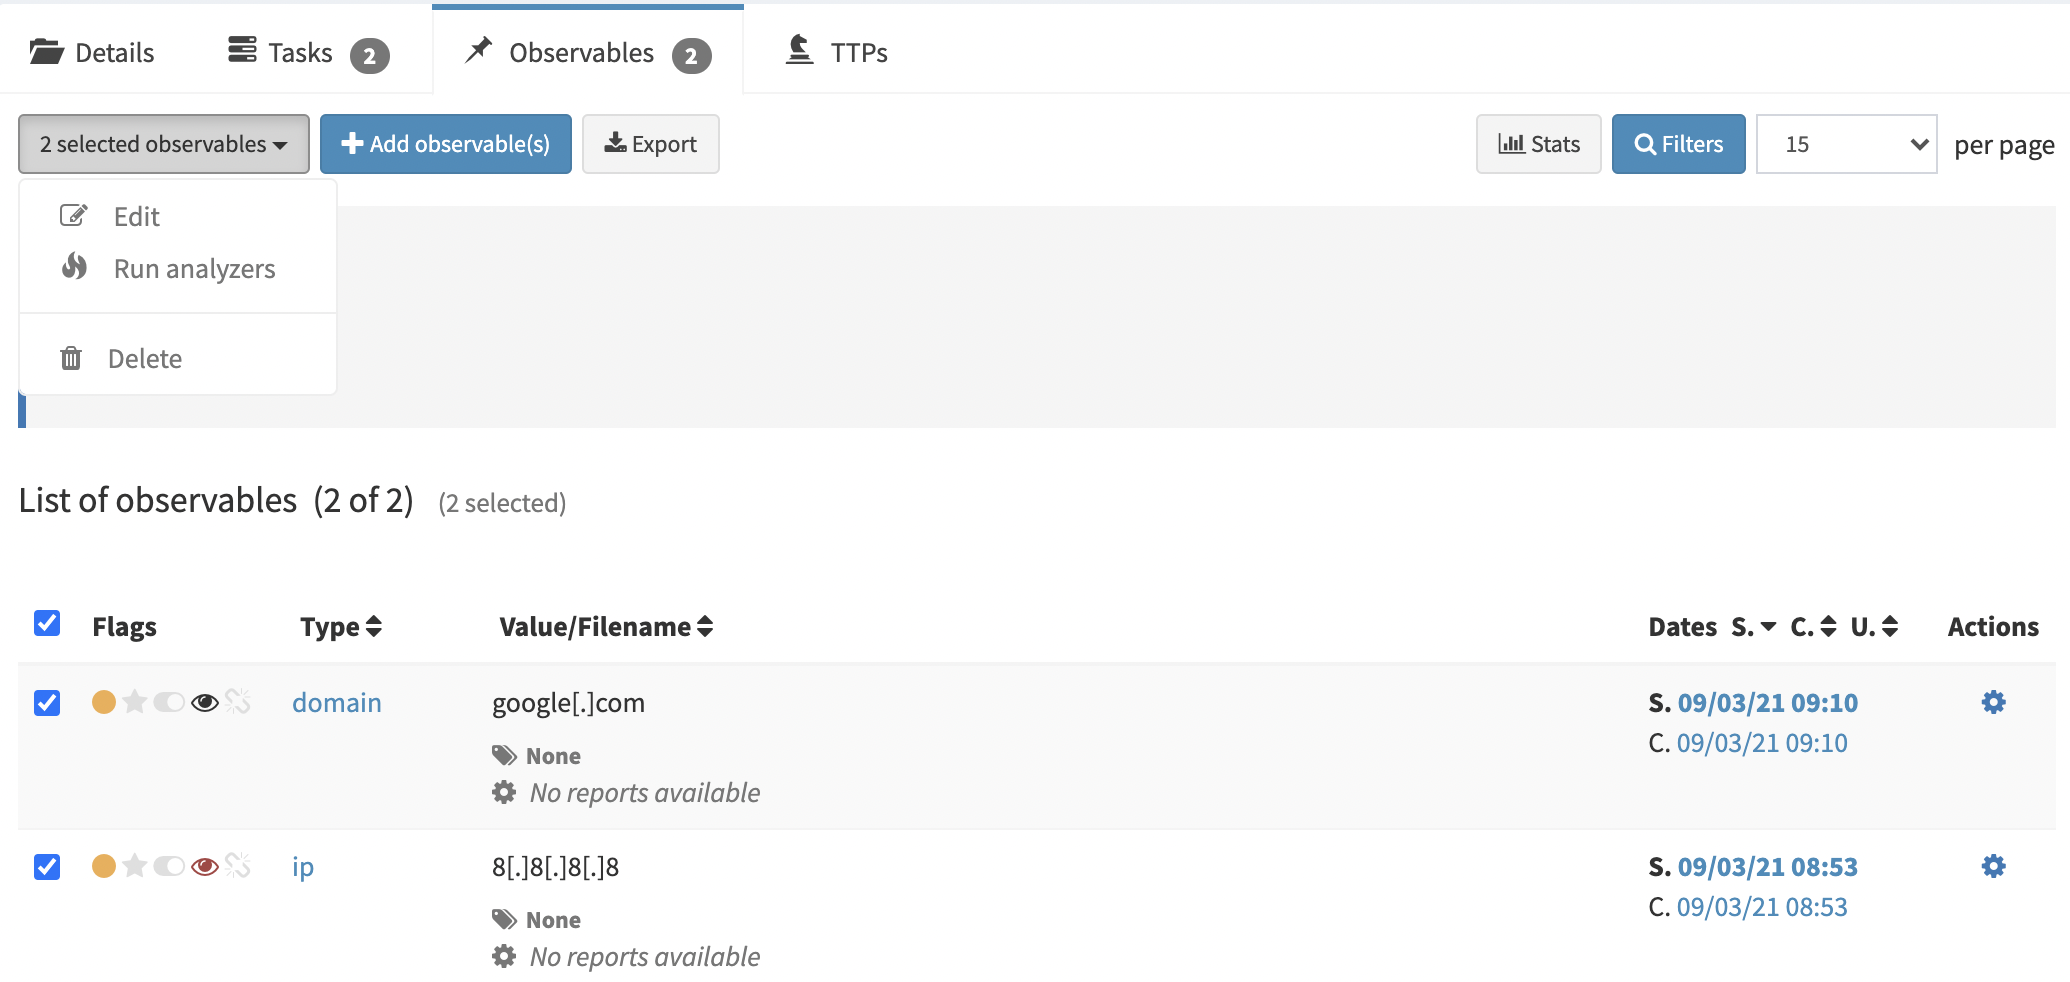 Details Tasks 2 Observables 2 TTPs
2 selected observables Add observable(s) Export Stats Filters 15 per page
Edit
Run analyzers
Delete
List of observables (2 of 2) (2 selected)
Flags Type Value/Filename Dates S. C. U. Actions
domain google[.]com S. 09/03/21 09:10
C. 09/03/21 09:10
None
No reports available
ip 8[.]8[.]8[.]8 S. 09/03/21 08:53
C. 09/03/21 08:53
None
No reports available